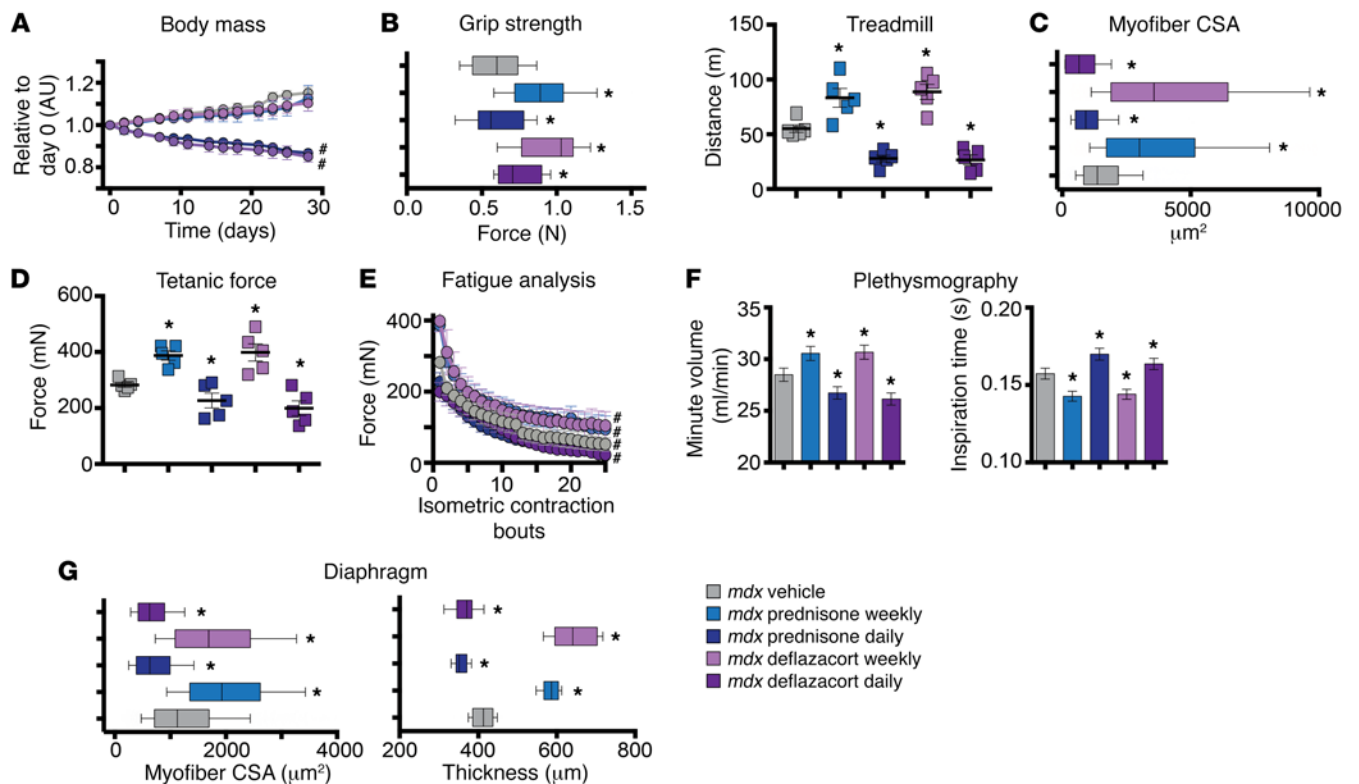 A
Body mass
Relative to
day 0 (AU)
1.2
1.0
0.8
0
10
20
30
Time (days)
#
#
B
Grip strength
*
*
*
*
0.0
0.5
1.0
1.5
Force (N)
Treadmill
Distance (m)
150
100
50
0
*
*
*
*
C
Myofiber CSA
*
*
*
*
0
5000
10000
μm²
D
Tetanic force
Force (mN)
600
400
200
0
*
*
*
*
E
Fatigue analysis
Force (mN)
400
200
0
0
10
20
Isometric contraction
bouts
#
#
#
#
F
Plethysmography
Minute volume
(ml/min)
35
30
25
20
*
*
*
*
Inspiration time (s)
0.20
0.15
0.10
*
*
*
*
G
Diaphragm
*
*
*
*
0
2000
4000
Myofiber CSA (μm²)
*
*
*
*
200
400
600
800
Thickness (μm)
mdx vehicle
mdx prednisone weekly
mdx prednisone daily
mdx deflazacort weekly
mdx deflazacort daily